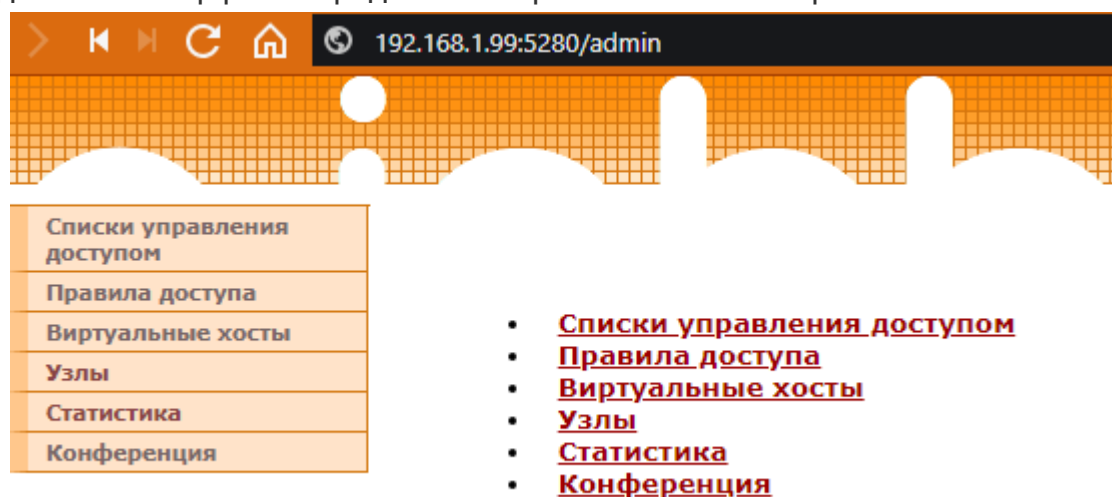 192.168.1.99:5280/admin
Списки управления
доступом
Правила доступа
Виртуальные хосты
Узлы
Статистика
Конференция
Списки управления доступом
Правила доступа
Виртуальные хосты
Узлы
Статистика
Конференция